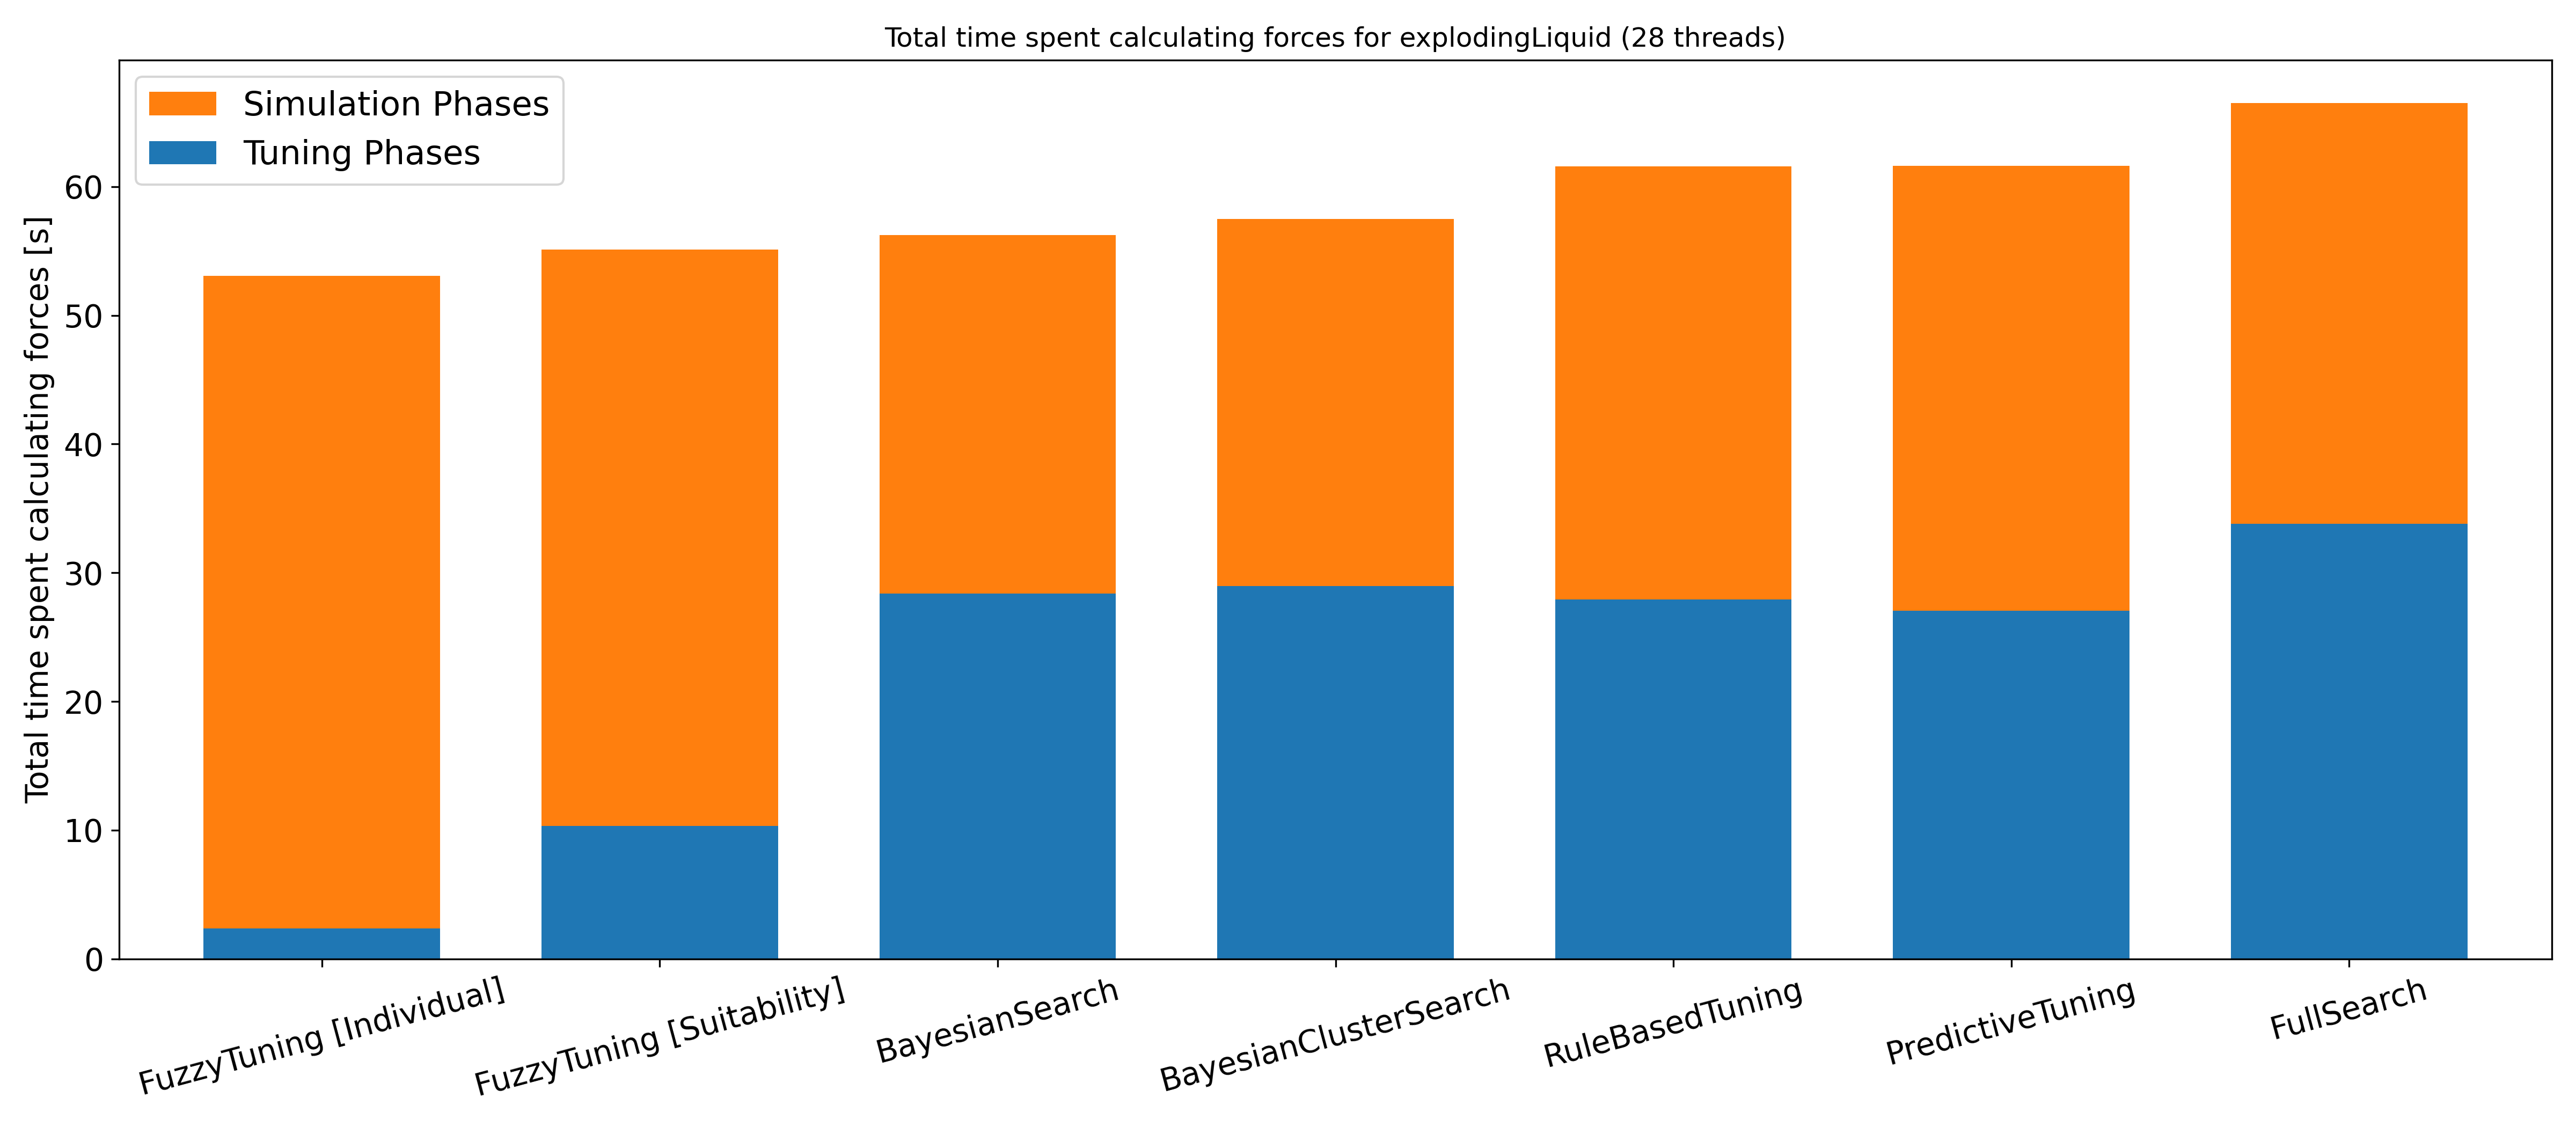 Total time spent calculating forces for explodingLiquid (28 threads)
Simulation Phases
Tuning Phases
Total time spent calculating forces [s]
60
50
40
30
20
10
0
FuzzyTuning [Individual]
FuzzyTuning [Suitability]
BayesianSearch
BayesianClusterSearch
RuleBasedTuning
PredictiveTuning
FullSearch